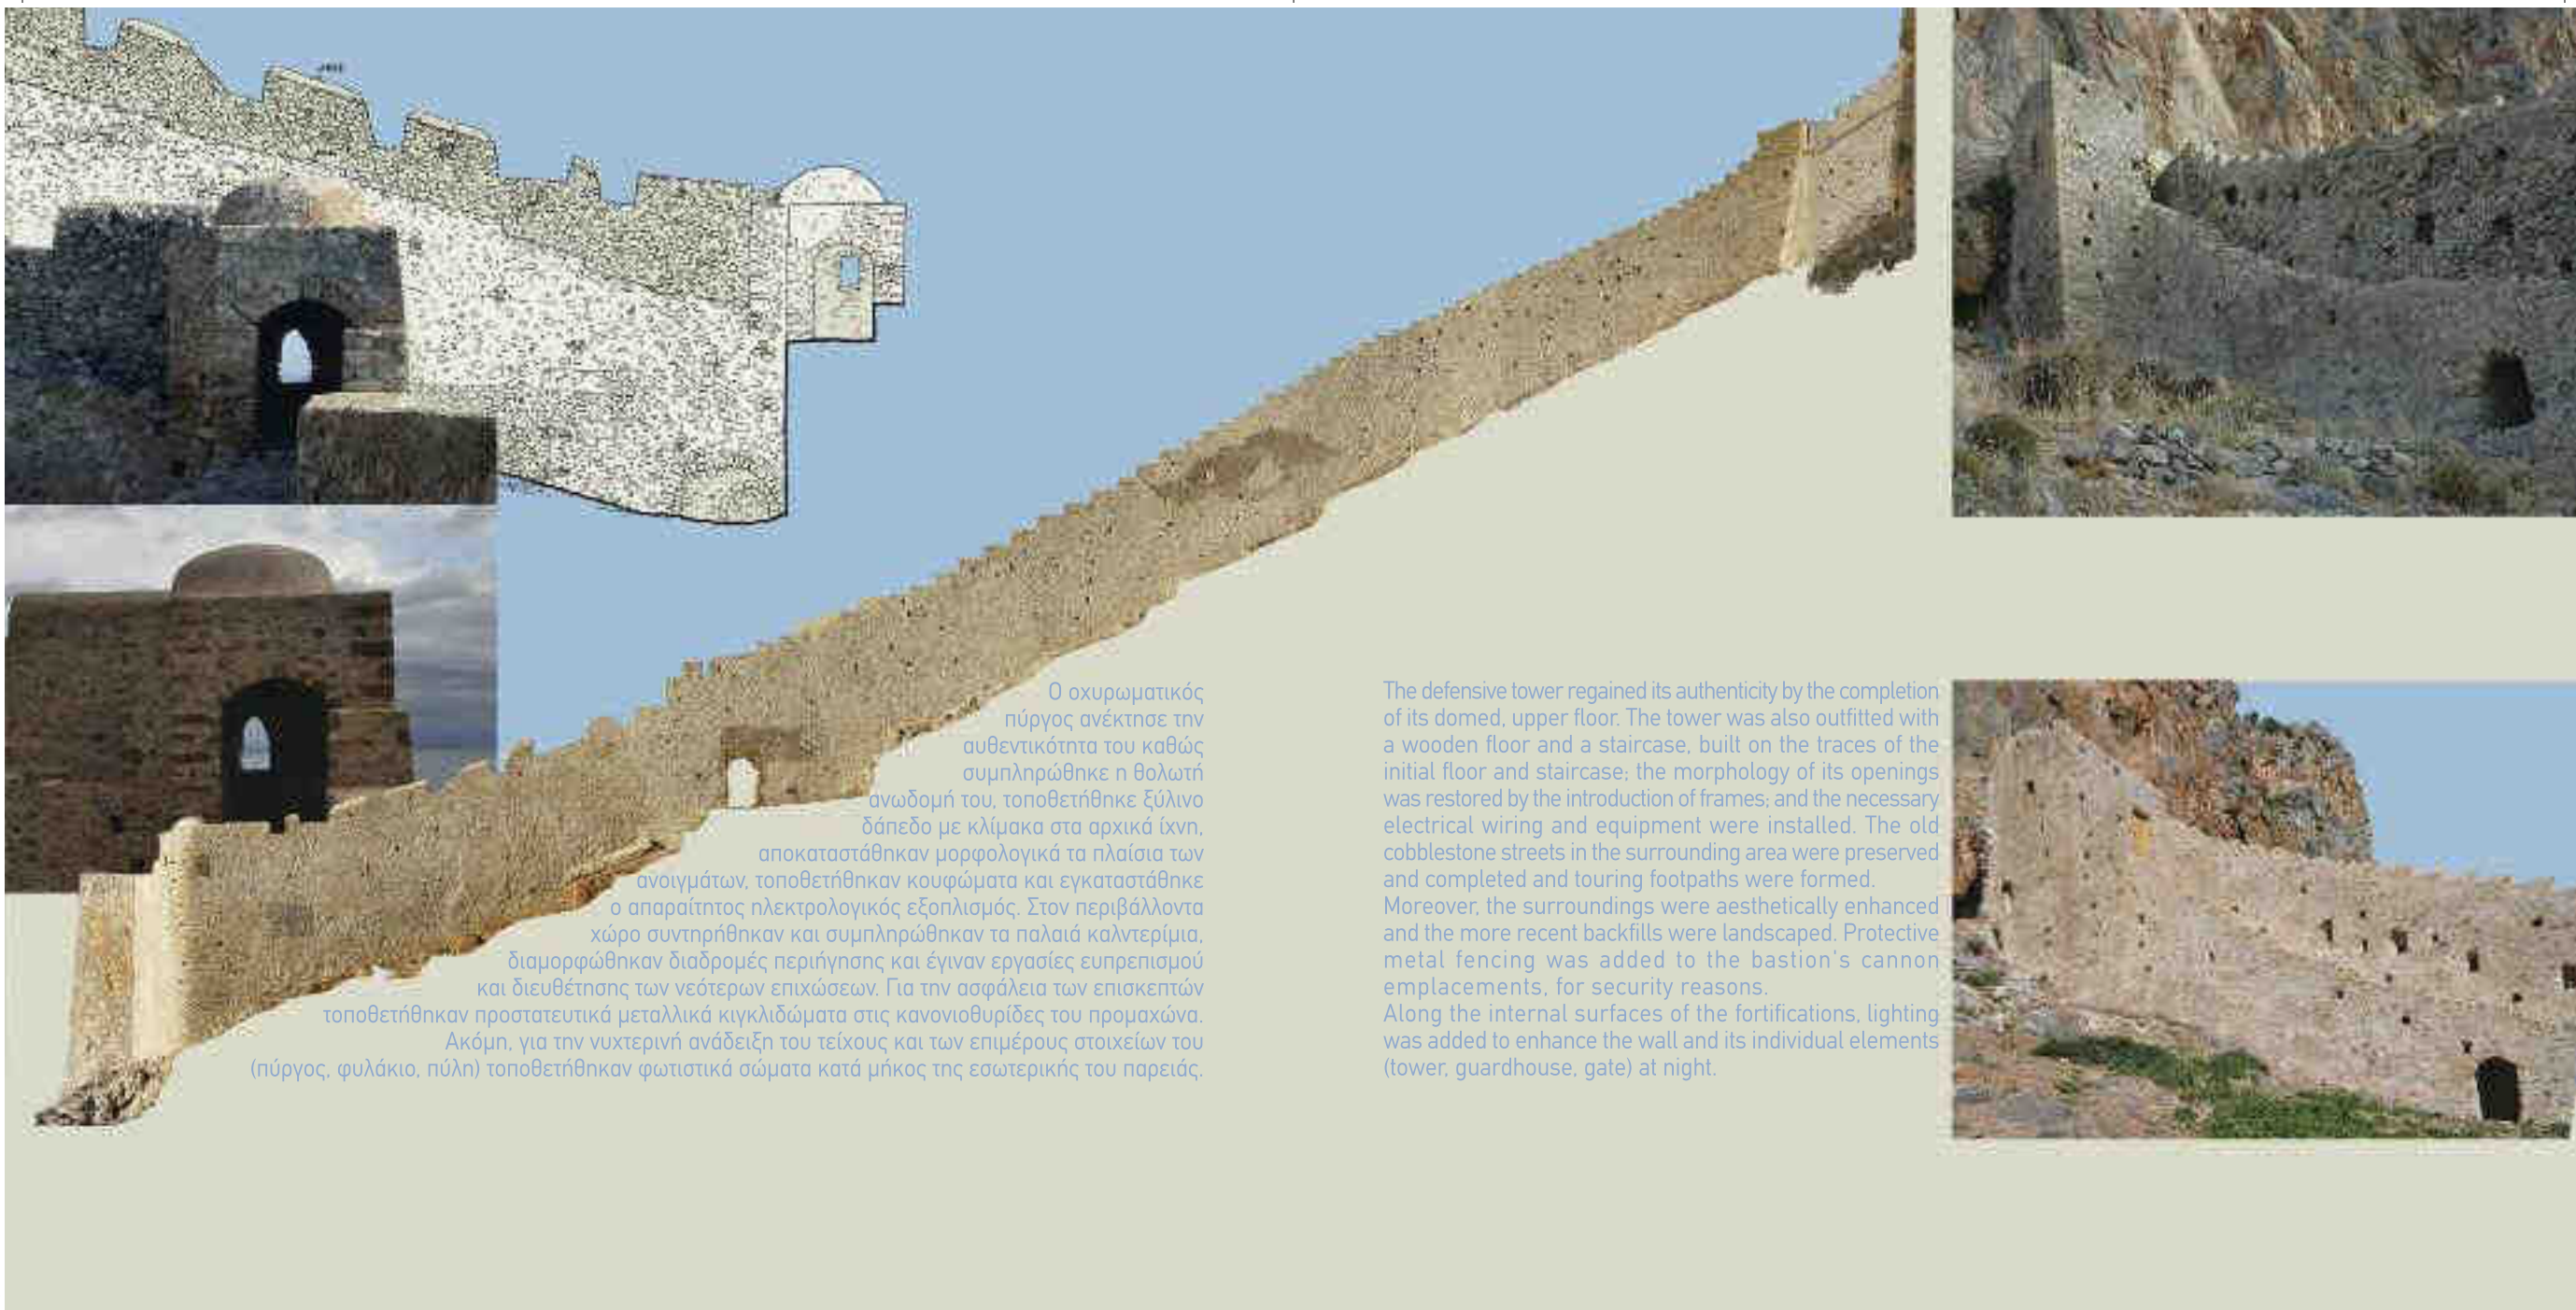 Ο οχυρωματικός
πύργος ανέκτησε την
αυθεντικότητα του καθώς
συμπληρώθηκε η θολωτή
ανωδομή του, τοποθετήθηκε ξύλινο
δάπεδο με κλίμακα στα αρχικά ίχνη,
αποκαταστάθηκαν μορφολογικά τα πλαίσια των
ανοιγμάτων, τοποθετήθηκαν κουφώματα και εγκαταστάθηκε
ο απαραίτητος ηλεκτρολογικός εξοπλισμός. Στον περιβάλλοντα
χώρο συντηρήθηκαν και συμπληρώθηκαν τα παλαιά καλντερίμια,
διαμορφώθηκαν διαδρομές περιήγησης και έγιναν εργασίες ευπρεπισμού
και διευθέτησης των νεότερων επιχώσεων. Για την ασφάλεια των επισκεπτών
τοποθετήθηκαν προστατευτικά μεταλλικά κιγκλιδώματα στις κανονιοθυρίδες του προμαχώνα.
Ακόμη, για την νυχτερινή ανάδειξη του τείχους και των επιμέρους στοιχείων του
(πύργος, φυλάκιο, πύλη) τοποθετήθηκαν φωτιστικά σώματα κατά μήκος της εσωτερικής του παρειάς.
The defensive tower regained its authenticity by the completion
of its domed, upper floor. The tower was also outfitted with
a wooden floor and a staircase, built on the traces of the
initial floor and staircase; the morphology of its openings
was restored by the introduction of frames; and the necessary
electrical wiring and equipment were installed. The old
cobblestone streets in the surrounding area were preserved
and completed and touring footpaths were formed.
Moreover, the surroundings were aesthetically enhanced
and the more recent backfills were landscaped. Protective
metal fencing was added to the bastion's cannon
emplacements, for security reasons.
Along the internal surfaces of the fortifications, lighting
was added to enhance the wall and its individual elements
(tower, guardhouse, gate) at night.